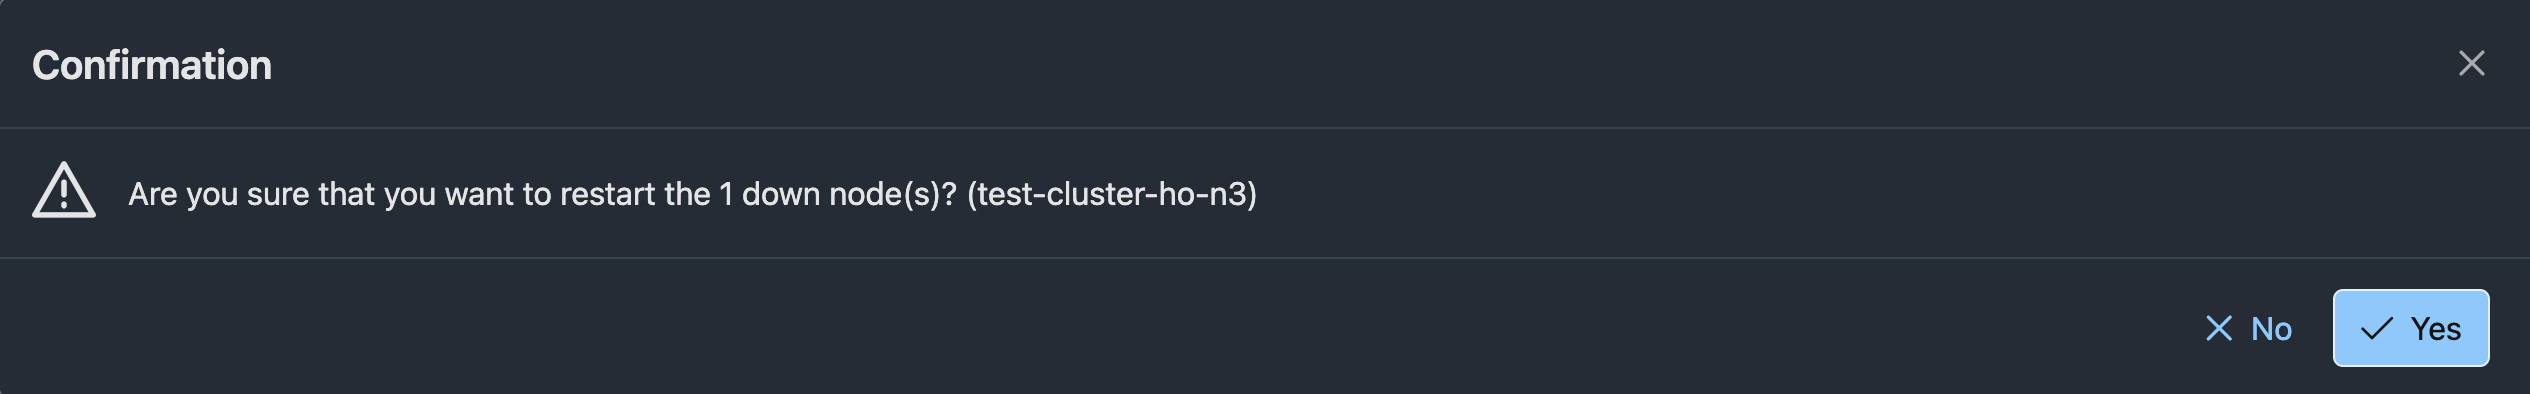 Confirmation
Are you sure that you want to restart the 1 down node(s)? (test-cluster-ho-n3)
No
Yes